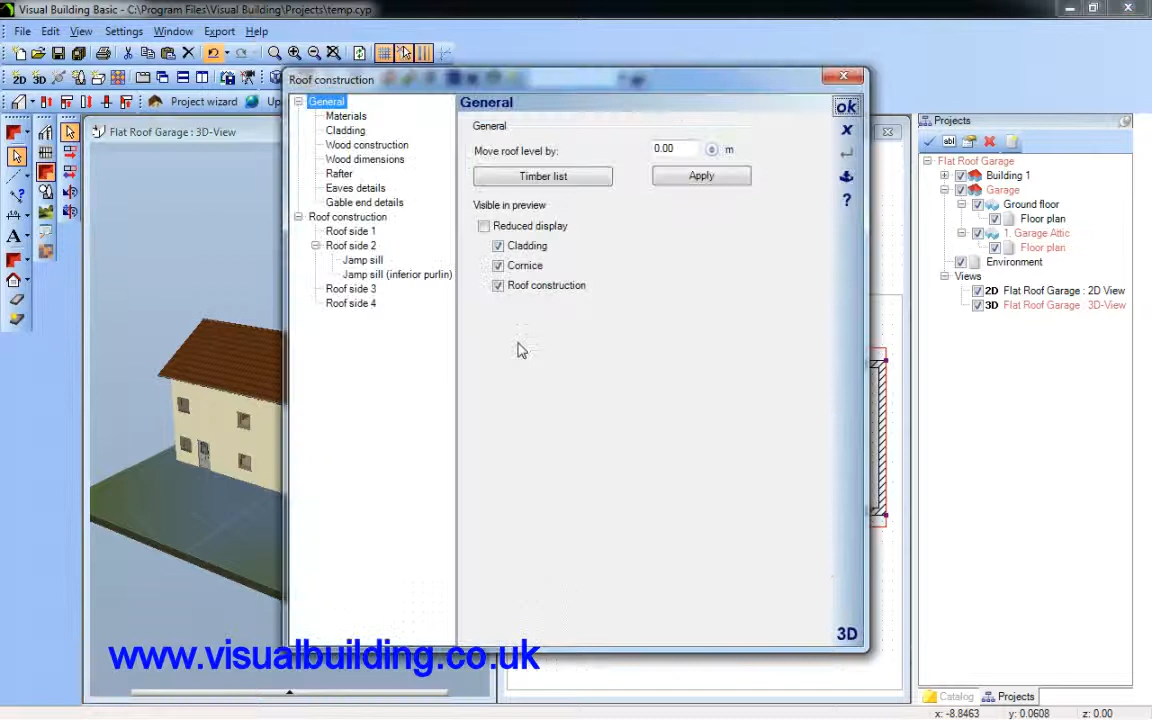 Visual Building Basic - C:\Program Files\Visual Building\Projects\temp.cyp
File Edit View Settings Window Export Help
2D 3D
Project wizard Up
Roof construction
General
Materials
Cladding
Wood construction
Wood dimensions
Rafter
Eaves details
Gable end details
Roof construction
Roof side 1
Roof side 2
Jamp sill
Jamp sill (inferior purlin)
Roof side 3
Roof side 4
General
General
Move roof level by: 0.00 m
Timber list Apply
Visible in preview
Reduced display
Cladding
Cornice
Roof construction
ok
x
?
3D
Flat Roof Garage : 3D-View
A
Projects
abl
Flat Roof Garage
Building 1
Garage
Ground floor
Floor plan
1. Garage Attic
Floor plan
Environment
Views
2D Flat Roof Garage : 2D View
3D Flat Roof Garage : 3D-View
Catalog Projects
www.visualbuilding.co.uk
x: -8.8463 y: 0.0608 z: 0.00